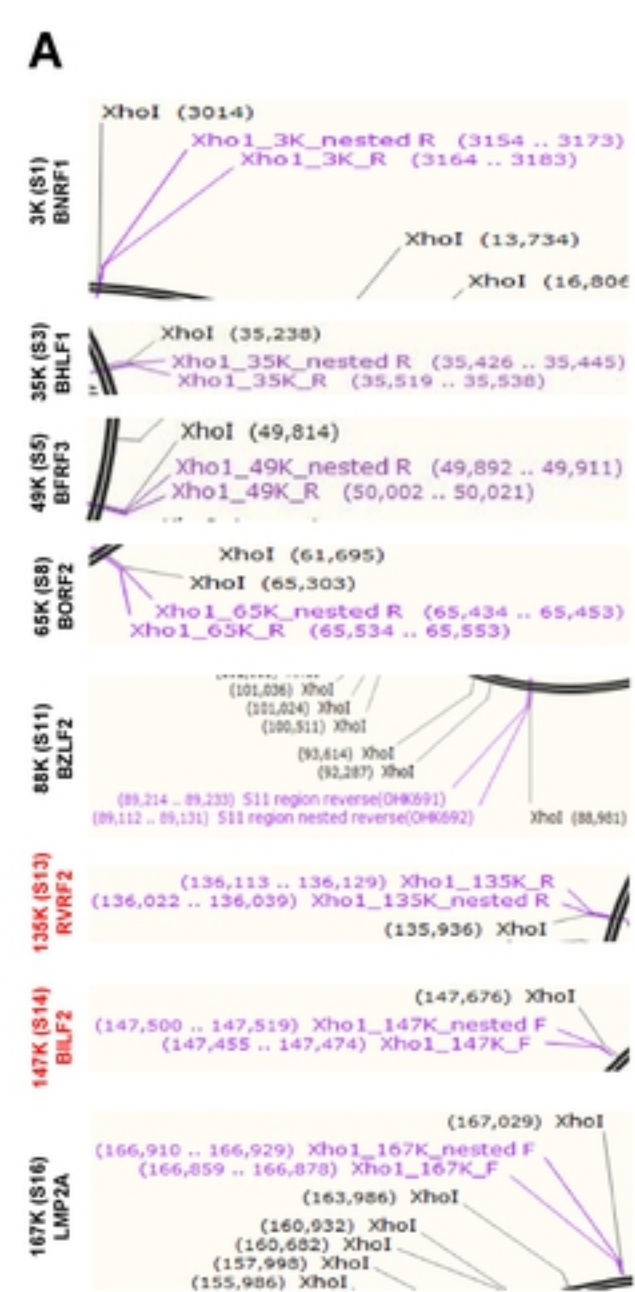 A
3K (S1)
BNRF1
XhoI (3014)
Xho1_3K_nested R (3154 .. 3173)
Xho1_3K_R (3164 .. 3183)
XhoI (13,734)
XhoI (16,806
35K (S3)
BHLF1
XhoI (35,238)
Xho1_35K_nested R (35,426 .. 35,445)
Xho1_35K_R (35,519 .. 35,538)
49K (S5)
BFRF3
XhoI (49,814)
Xho1_49K_nested R (49,892 .. 49,911)
Xho1_49K_R (50,002 .. 50,021)
65K (S8)
BORF2
XhoI (61,695)
XhoI (65,303)
Xho1_65K_nested R (65,434 .. 65,453)
Xho1_65K_R (65,534 .. 65,553)
88K (S11)
BZLF2
(101,036) XhoI
(101,024) XhoI
(100,511) XhoI
(93,614) XhoI
(92,287) XhoI
(89,214 .. 89,233) S11 region reverse(OHK691)
(89,112 .. 89,131) S11 region nested reverse(OHK692)
XhoI (88,981)
135K (S13)
RVRF2
(136,113 .. 136,129) Xho1_135K_R
(136,022 .. 136,039) Xho1_135K_nested R
(135,936) XhoI
147K (S14)
BILF2
(147,676) XhoI
(147,500 .. 147,519) Xho1_147K_nested F
(147,455 .. 147,474) Xho1_147K_F
167K (S16)
LMP2A
(167,029) XhoI
(166,910 .. 166,929) Xho1_167K_nested F
(166,859 .. 166,878) Xho1_167K_F
(163,986) XhoI
(160,932) XhoI
(160,682) XhoI
(157,998) XhoI
(155,986) XhoI